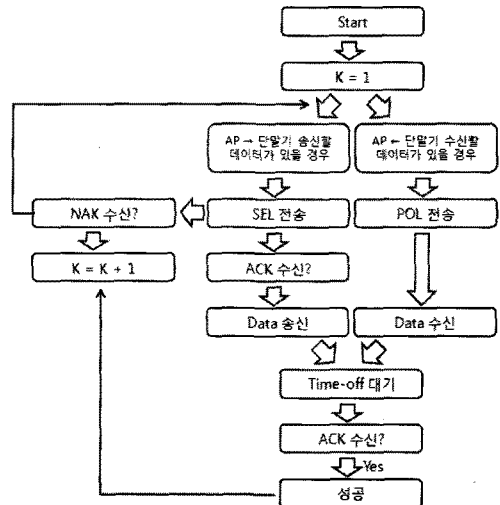 Start
K = 1
AP → 단말기 송신할
데이터가 있을 경우
AP ← 단말기 수신할
데이터가 있을 경우
NAK 수신?
SEL 전송
POL 전송
K = K + 1
ACK 수신?
Data 송신
Data 수신
Time-off 대기
ACK 수신?
Yes
성공